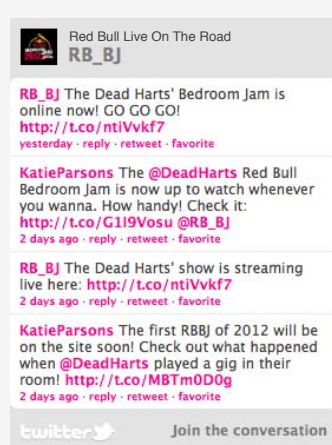 Red Bull Live On The Road
RB_BJ
RB_BJ The Dead Harts' Bedroom Jam is
online now! GO GO GO!
http://t.co/ntiVvkf7
yesterday · reply · retweet · favorite
KatieParsons The @DeadHarts Red Bull
Bedroom Jam is now up to watch whenever
you wanna. How handy! Check it:
http://t.co/G1l9Vosu @RB_BJ
2 days ago · reply · retweet · favorite
RB_BJ The Dead Harts' show is streaming
live here: http://t.co/ntiVvkf7
2 days ago · reply · retweet · favorite
KatieParsons The first RBBJ of 2012 will be
on the site soon! Check out what happened
when @DeadHarts played a gig in their
room! http://t.co/MBTm0D0g
2 days ago · reply · retweet · favorite
twitter Join the conversation